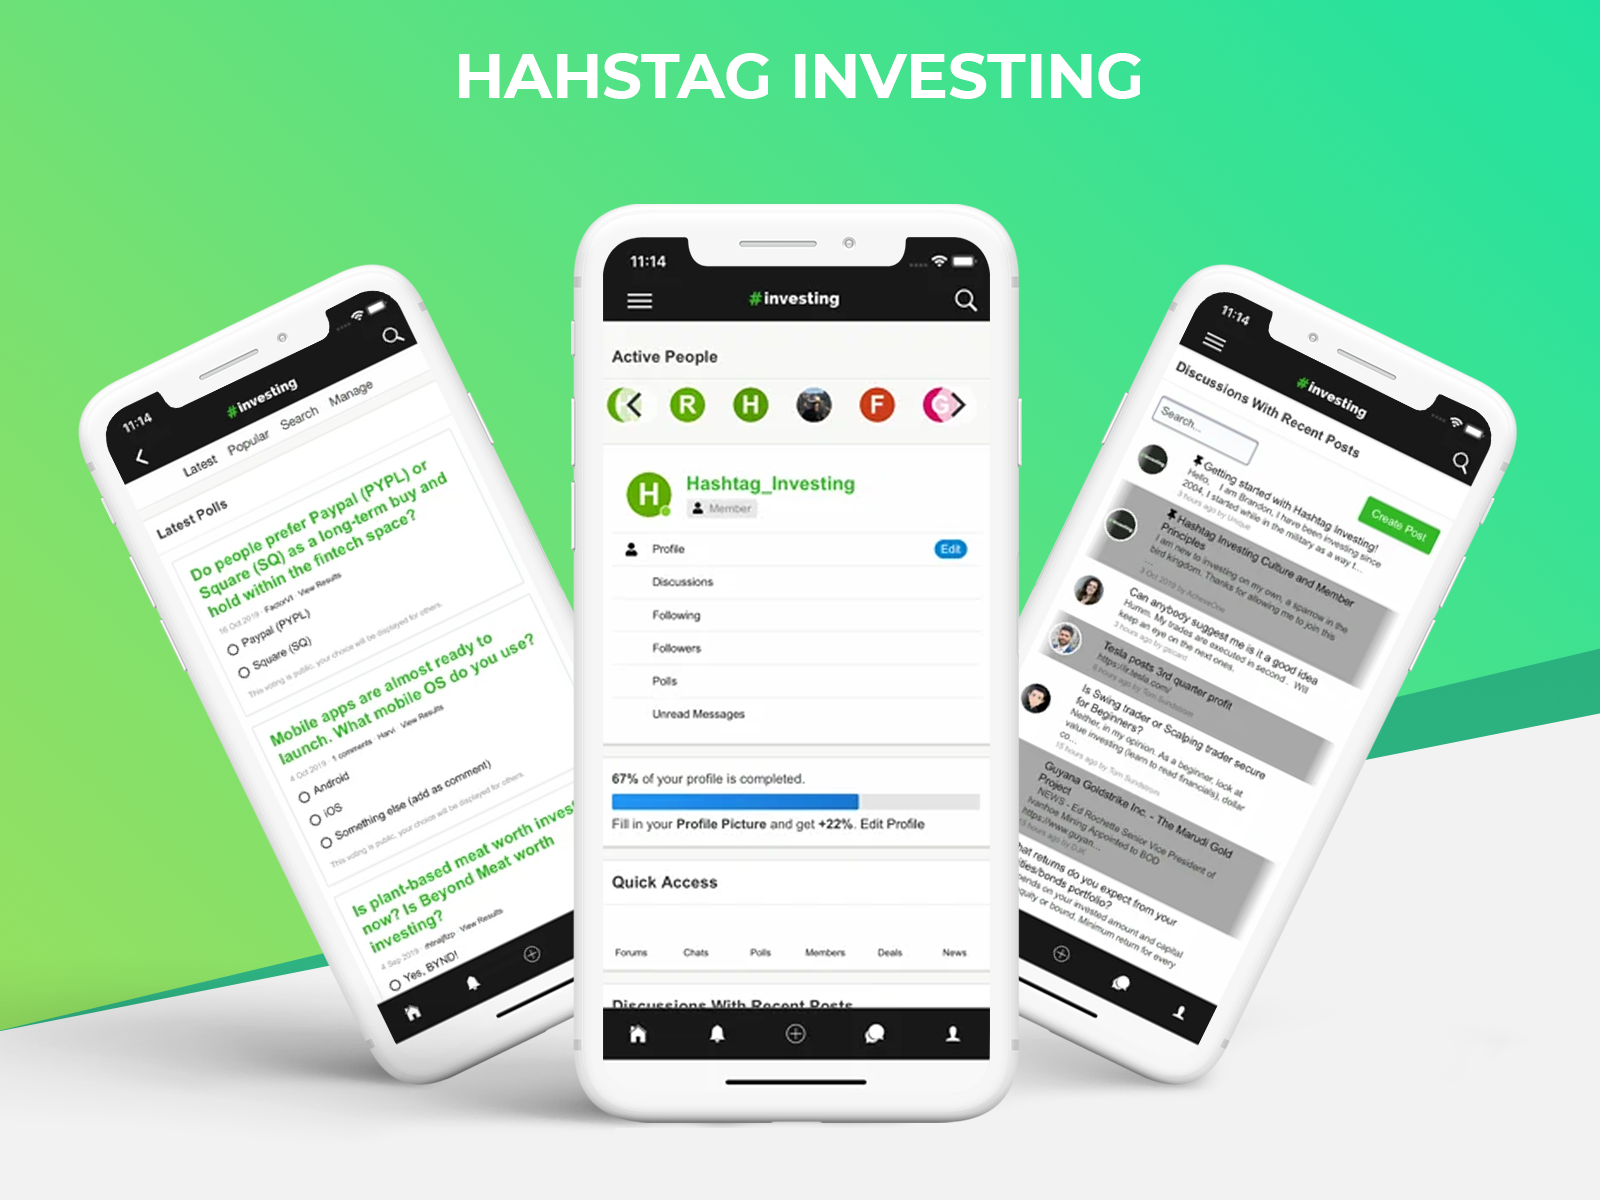 HAHSTAG INVESTING
11:14
#investing
Latest Popular Search Manage
Latest Polls
Do people prefer Paypal (PYPL) or
Square (SQ) as a long-term buy and
hold within the fintech space?
16 Oct 2019 · FactorVI · View Results
Paypal (PYPL)
Square (SQ)
This voting is public, your choice will be displayed for others.
Mobile apps are almost ready to
launch. What mobile OS do you use?
4 Oct 2019 · 1 comments · Harvi · View Results
Android
iOS
Something else (add as comment)
This voting is public, your choice will be displayed for others.
Is plant-based meat worth
now? Is Beyond Meat worth
investing?
4 Sep 2019 · View Results
Yes, BYND!
11:14
#investing
Active People
R H F G
H
Hashtag_Investing
Member
Profile Edit
Discussions
Following
Followers
Polls
Unread Messages
67% of your profile is completed.
Fill in your Profile Picture and get +22%. Edit Profile
Quick Access
Forums Chats Polls Members Deals News
Discussions With Recent Posts
11:14
#investing
Discussions With Recent Posts
Search...
Create Post
Getting started with Hashtag Investing!
Hello, I am Brandon, I have been investing since
2004, I started while in the military as a way t...
3 hours ago by Unique
Hashtag Investing Culture and Member
Principles
I am new to investing on my own, a sparrow in the
bird kingdom. Thanks for allowing me to join this
...
3 Oct 2019 by AchieveOne
Can anybody suggest me is it a good idea
Humm. My trades are executed in second . Will
keep an eye on the next ones.
3 hours ago by gsicard
Tesla posts 3rd quarter profit
https://ir.tesla.com/
8 hours ago by Tom Sundstrom
Is Swing trader or Scalping trader secure
for Beginners?
Neither, in my opinion. As a beginner, look at
value investing (learn to read financials), dollar
co...
15 hours ago by Tom Sundstrom
Guyana Goldstrike Inc. - The Marudi Gold
Project
NEWS - Ed Rochette Senior Vice President of
Ivanhoe Mining Appointed to BOD
https://www.guyan...
15 hours ago by DJK
returns do you expect from your
portfolio?
on your invested amount and capital
or bound. Minimum return for every